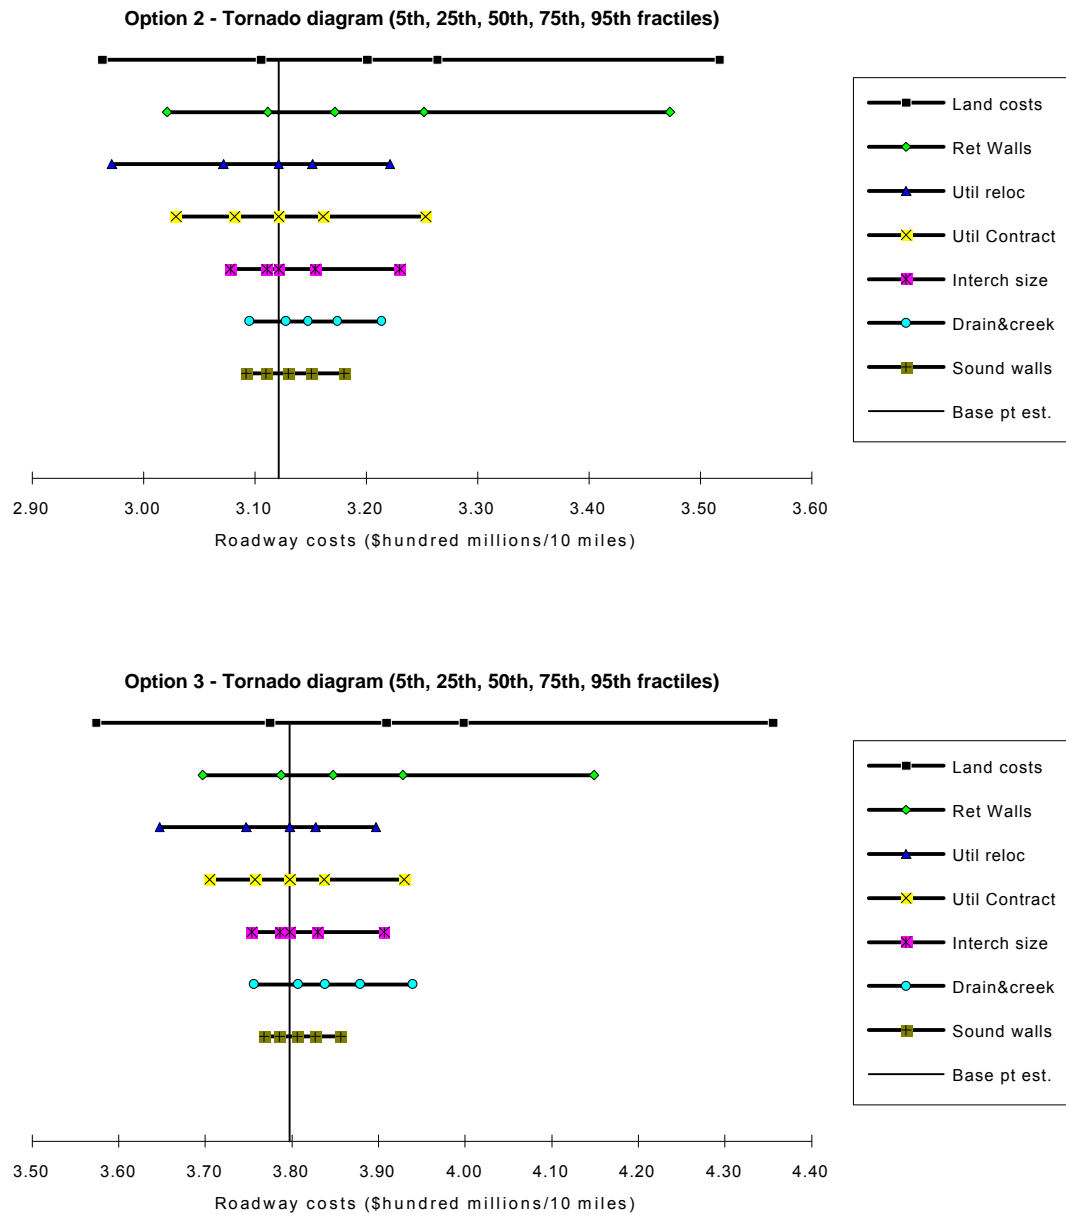 Option 2 - Tornado diagram (5th, 25th, 50th, 75th, 95th fractiles)
Land costs
Ret Walls
Util reloc
Util Contract
Interch size
Drain&creek
Sound walls
Base pt est.
2.90 3.00 3.10 3.20 3.30 3.40 3.50 3.60
Roadway costs ($hundred millions/10 miles)
Option 3 - Tornado diagram (5th, 25th, 50th, 75th, 95th fractiles)
Land costs
Ret Walls
Util reloc
Util Contract
Interch size
Drain&creek
Sound walls
Base pt est.
3.50 3.60 3.70 3.80 3.90 4.00 4.10 4.20 4.30 4.40
Roadway costs ($hundred millions/10 miles)